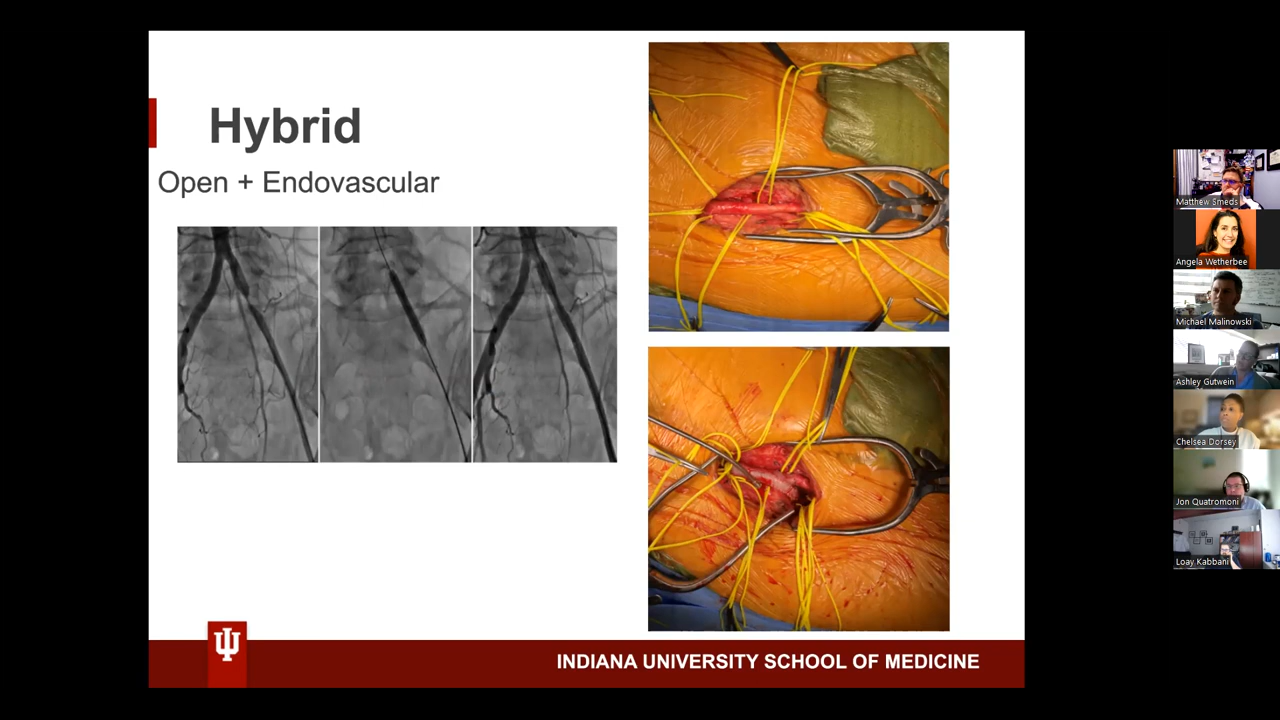 Hybrid
Open + Endovascular
INDIANA UNIVERSITY SCHOOL OF MEDICINE
Matthew Smeds
Angela Wetherbee
Michael Malinowski
Ashley Gutwein
Chelsea Dorsey
Jon Quatromoni
Loay Kabbani